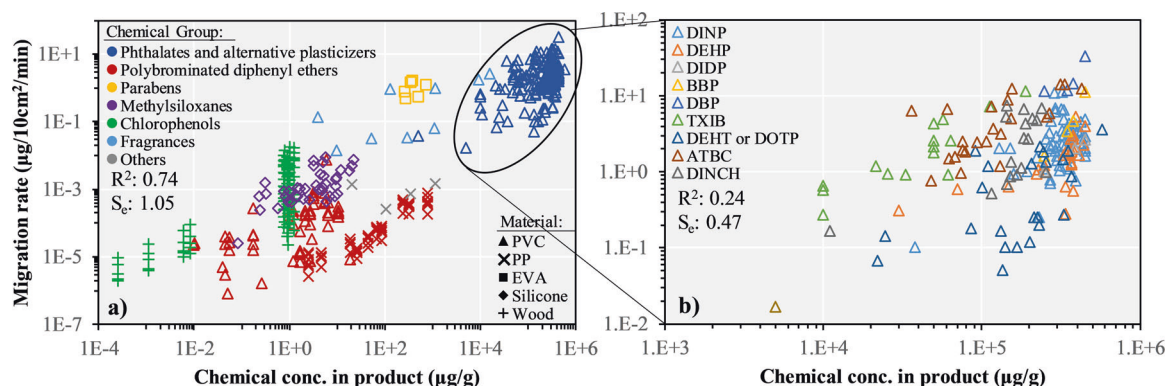 Migration rate (µg/10cm²/min)
1E+1
1E-1
1E-3
1E-5
1E-7
Chemical Group:
Phthalates and alternative plasticizers
Polybrominated diphenyl ethers
Parabens
Methylsiloxanes
Chlorophenols
Fragrances
Others
R²: 0.74
Sₑ: 1.05
Material:
PVC
PP
EVA
Silicone
Wood
a)
1E-4
1E-2
1E+0
1E+2
1E+4
1E+6
Chemical conc. in product (µg/g)
1.E+2
1.E+1
1.E+0
1.E-1
1.E-2
DINP
DEHP
DIDP
BBP
DBP
TXIB
DEHT or DOTP
ATBC
DINCH
R²: 0.24
Sₑ: 0.47
b)
1.E+3
1.E+4
1.E+5
1.E+6
Chemical conc. in product (µg/g)